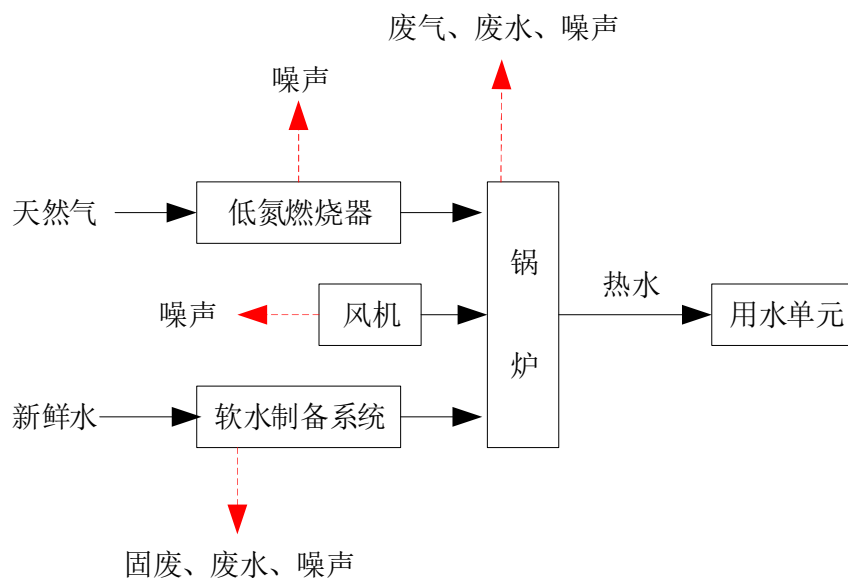 废气、废水、噪声
噪声
天然气
低氮燃烧器
锅
炉
热水
用水单元
噪声
风机
新鲜水
软水制备系统
固废、废水、噪声